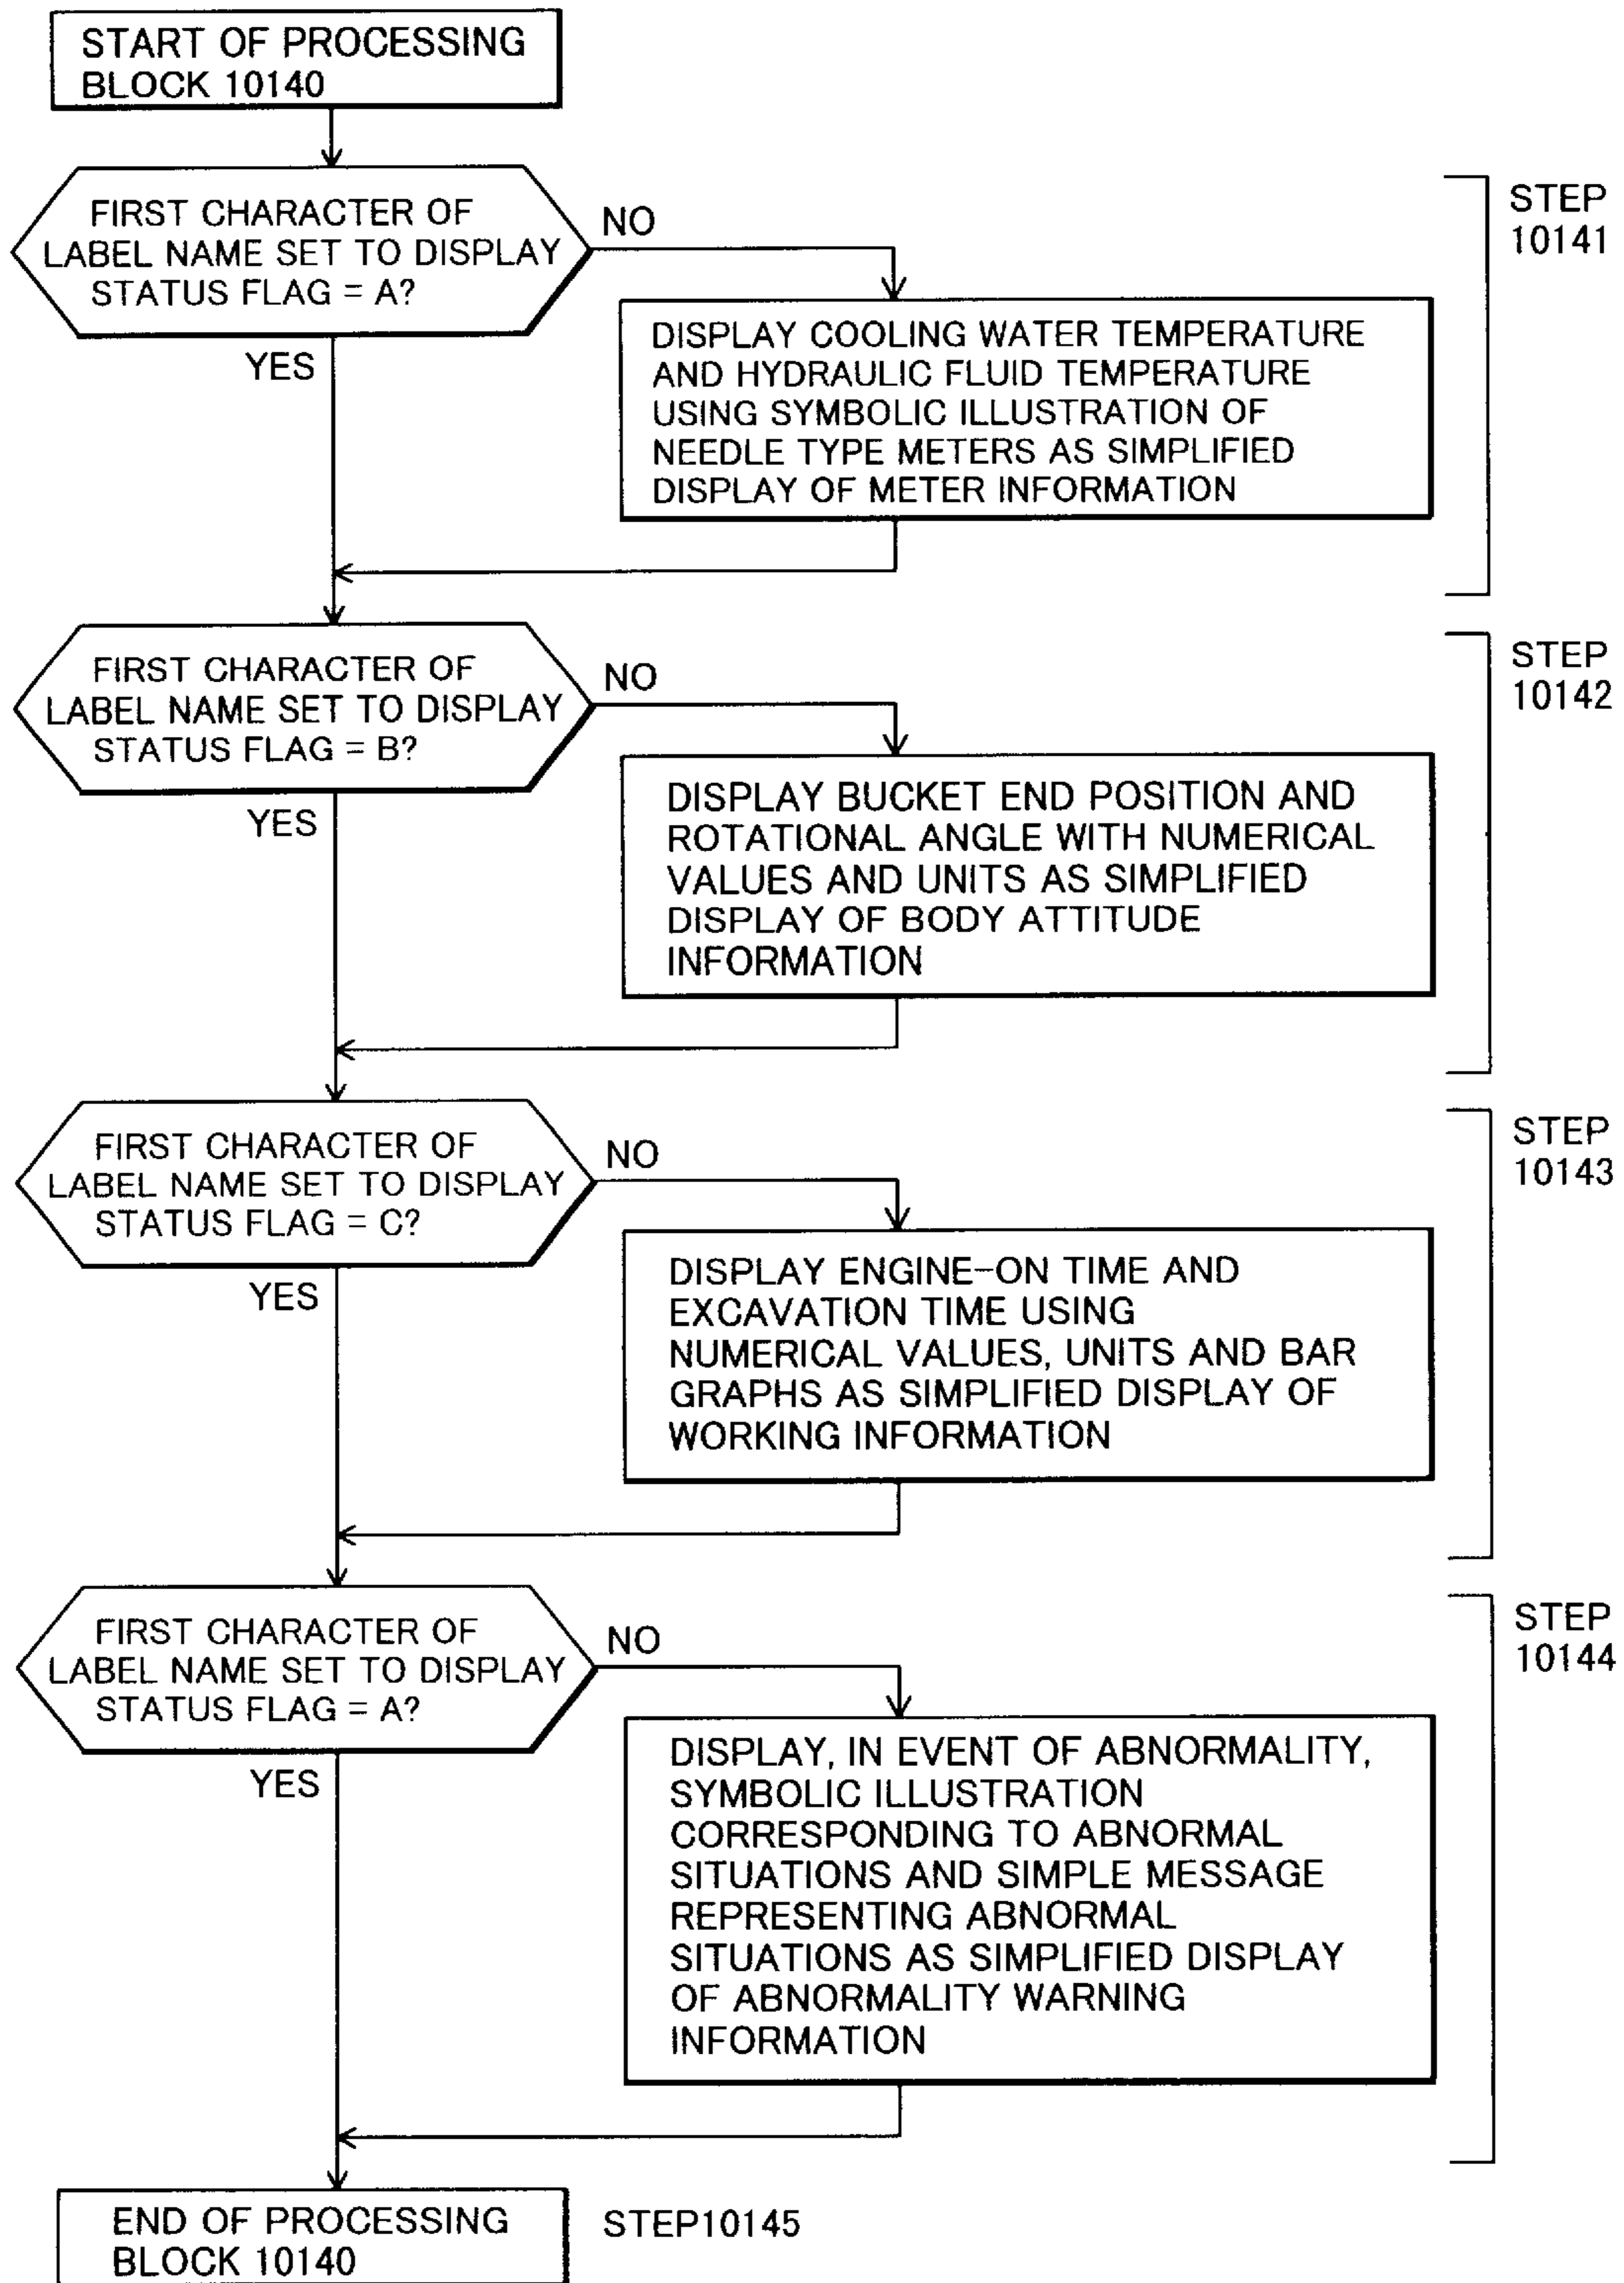 START OF PROCESSING
BLOCK 10140
FIRST CHARACTER OF
LABEL NAME SET TO DISPLAY
STATUS FLAG = A?
NO
YES
STEP
10141
DISPLAY COOLING WATER TEMPERATURE
AND HYDRAULIC FLUID TEMPERATURE
USING SYMBOLIC ILLUSTRATION OF
NEEDLE TYPE METERS AS SIMPLIFIED
DISPLAY OF METER INFORMATION
FIRST CHARACTER OF
LABEL NAME SET TO DISPLAY
STATUS FLAG = B?
NO
YES
STEP
10142
DISPLAY BUCKET END POSITION AND
ROTATIONAL ANGLE WITH NUMERICAL
VALUES AND UNITS AS SIMPLIFIED
DISPLAY OF BODY ATTITUDE
INFORMATION
FIRST CHARACTER OF
LABEL NAME SET TO DISPLAY
STATUS FLAG = C?
NO
YES
STEP
10143
DISPLAY ENGINE-ON TIME AND
EXCAVATION TIME USING
NUMERICAL VALUES, UNITS AND BAR
GRAPHS AS SIMPLIFIED DISPLAY OF
WORKING INFORMATION
FIRST CHARACTER OF
LABEL NAME SET TO DISPLAY
STATUS FLAG = A?
NO
YES
STEP
10144
DISPLAY, IN EVENT OF ABNORMALITY,
SYMBOLIC ILLUSTRATION
CORRESPONDING TO ABNORMAL
SITUATIONS AND SIMPLE MESSAGE
REPRESENTING ABNORMAL
SITUATIONS AS SIMPLIFIED DISPLAY
OF ABNORMALITY WARNING
INFORMATION
END OF PROCESSING
BLOCK 10140
STEP10145